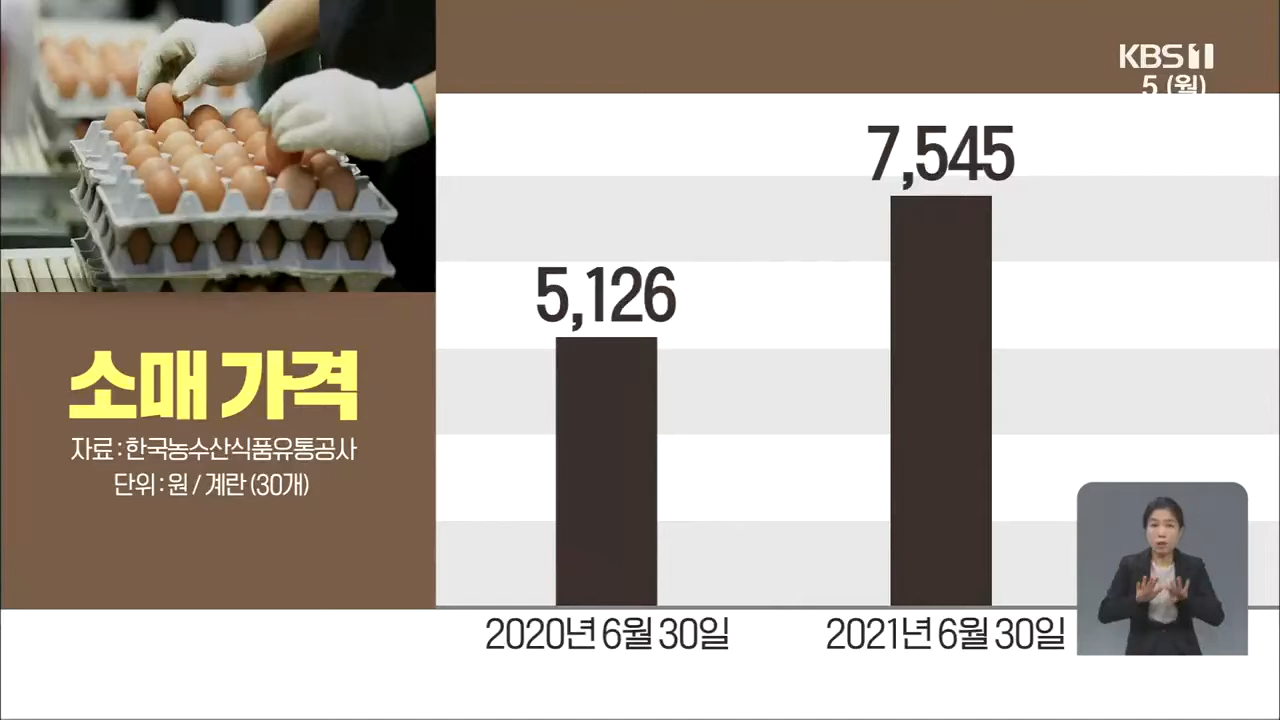 KBS 1
5 (월)
7,545
5,126
소매 가격
자료 : 한국농수산식품유통공사
단위 : 원 / 계란 (30개)
2020년 6월 30일
2021년 6월 30일